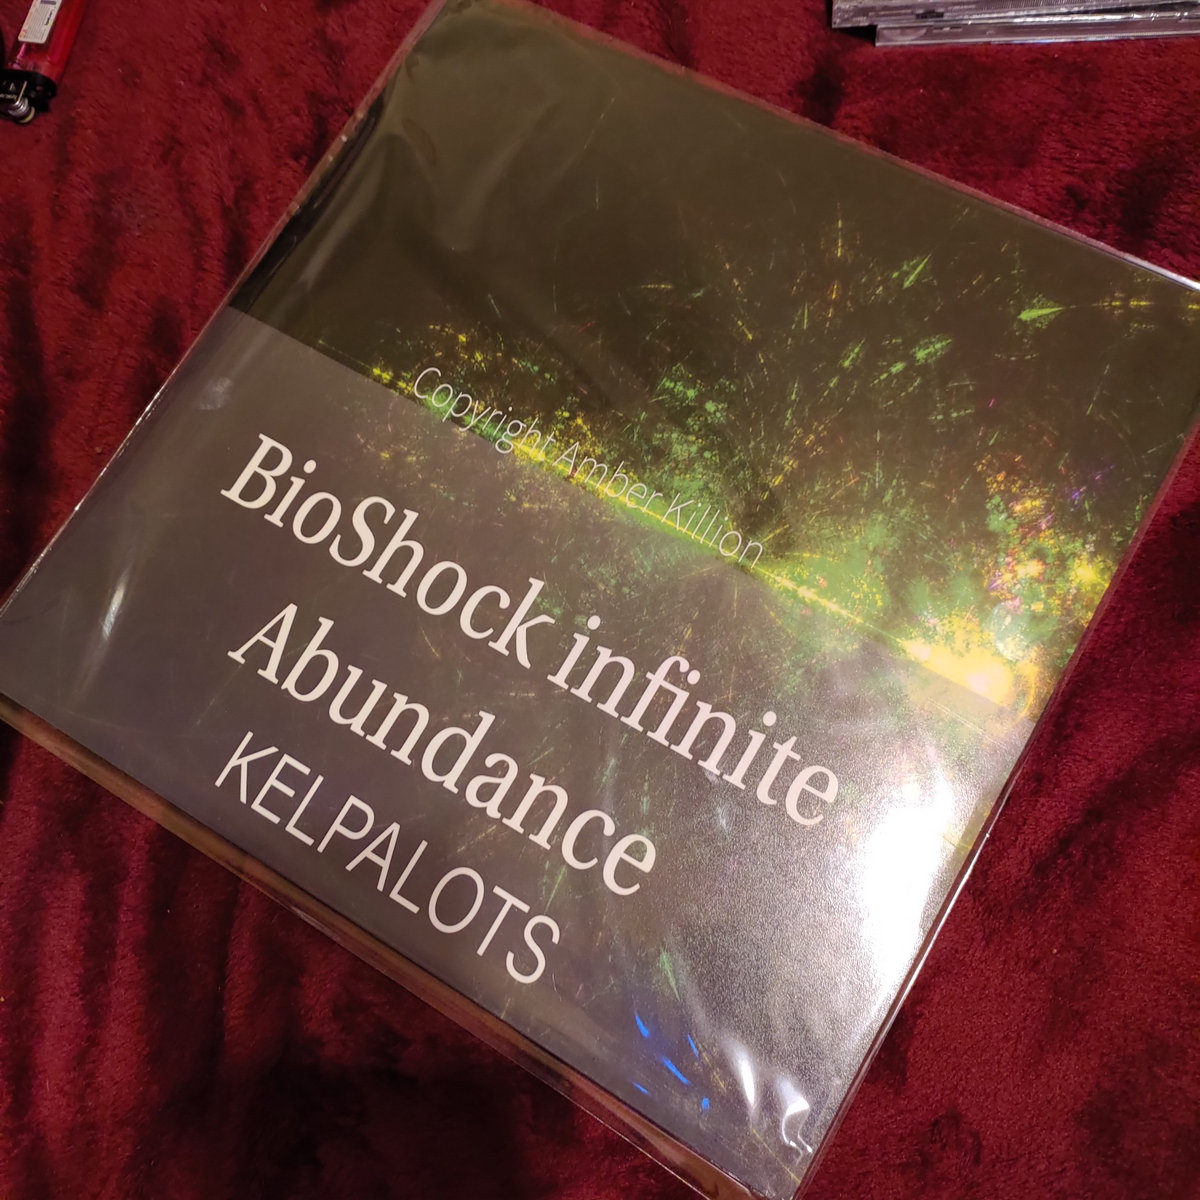 Copyright Amber Killion
BioShock infinite
Abundance
KELPALOTS